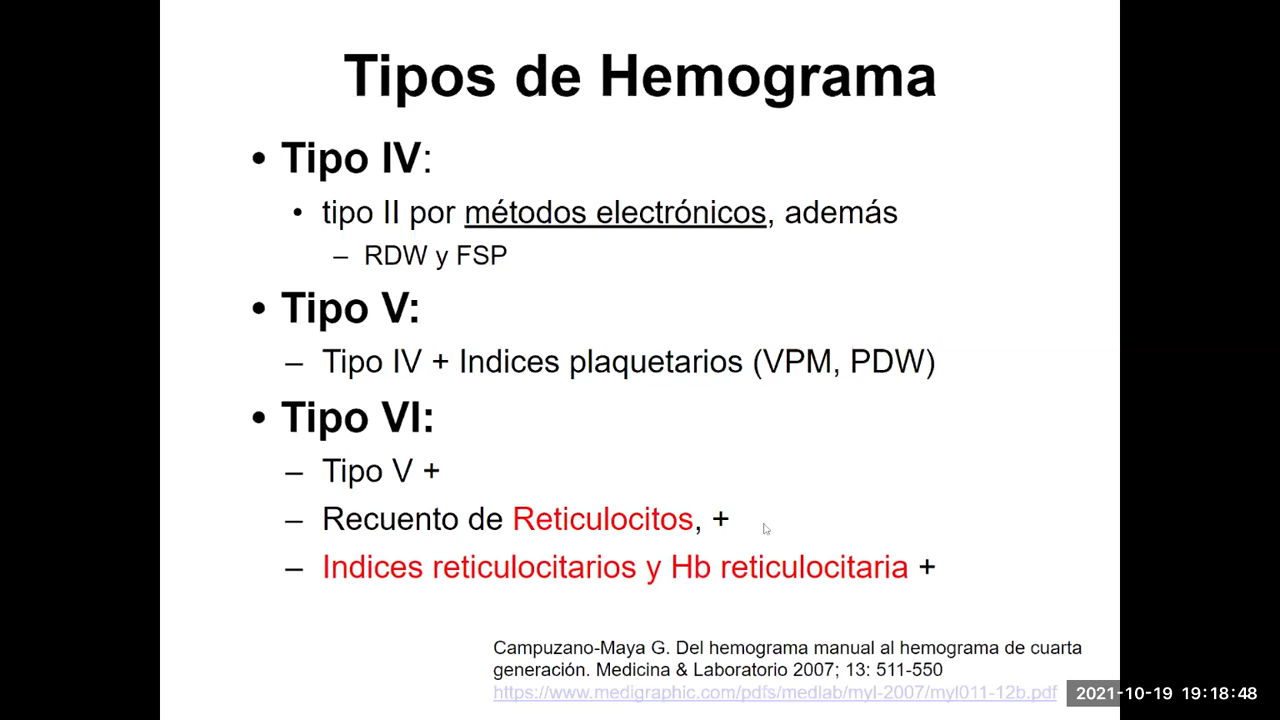 Tipos de Hemograma
• Tipo IV:
• tipo II por métodos electrónicos, además
– RDW y FSP
• Tipo V:
– Tipo IV + Indices plaquetarios (VPM, PDW)
• Tipo VI:
– Tipo V +
– Recuento de Reticulocitos, +
– Indices reticulocitarios y Hb reticulocitaria +
Campuzano-Maya G. Del hemograma manual al hemograma de cuarta
generación. Medicina & Laboratorio 2007; 13: 511-550
https://www.medigraphic.com/pdfs/medlab/myl-2007/myl011-12b.pdf
2021-10-19 19:18:48